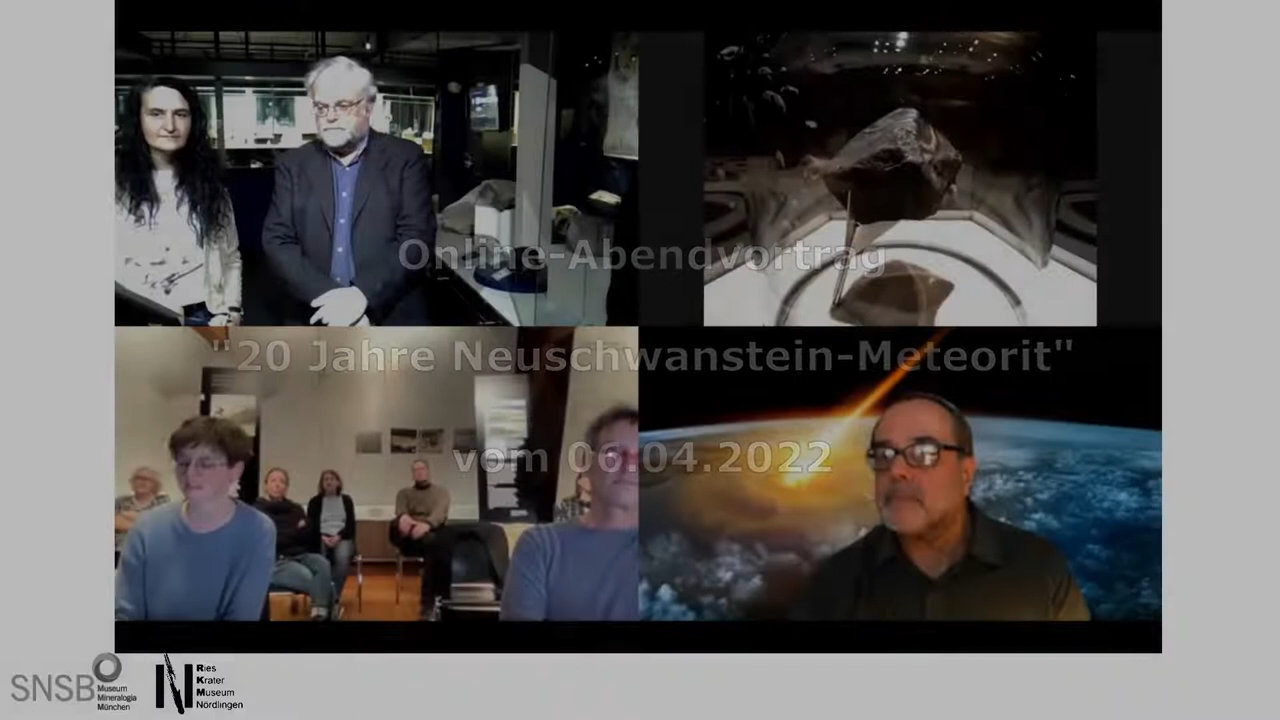 Online-Abendvortrag
"20 Jahre Neuschwanstein-Meteorit"
vom 06.04.2022
SNSB
Museum
Mineralogia
München
Ries
Krater
Museum
Nördlingen